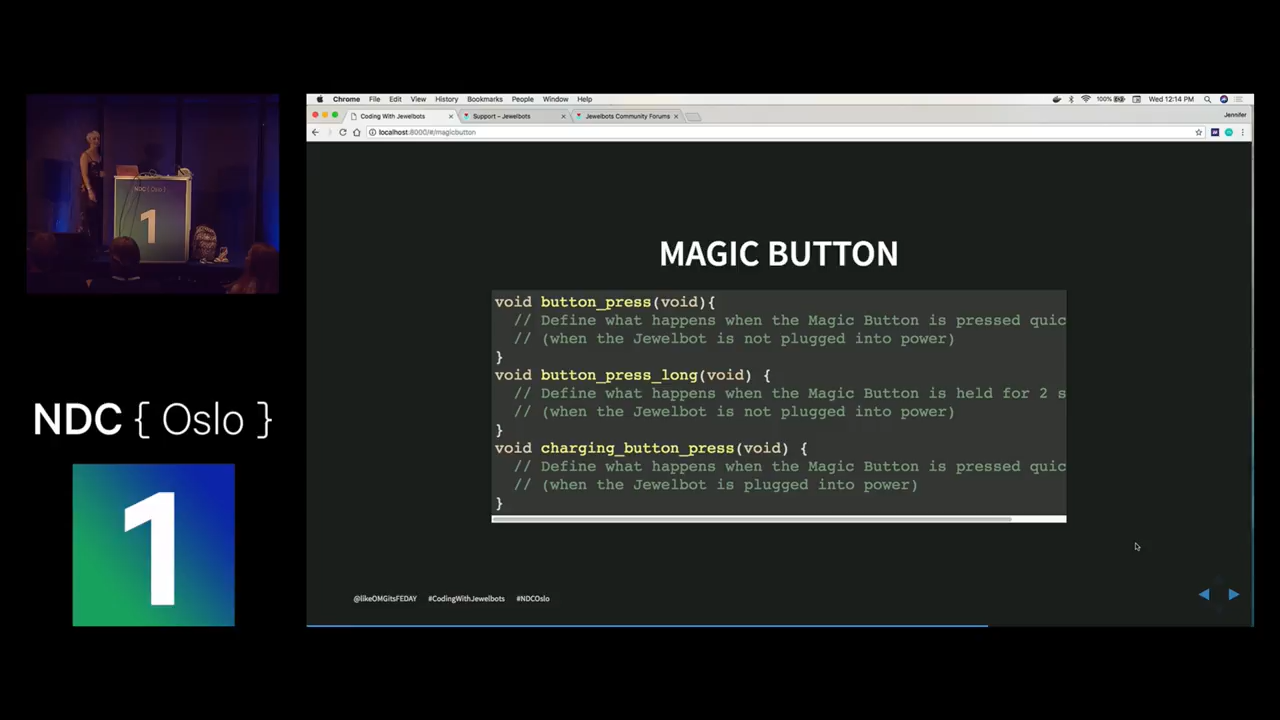 Chrome File Edit View History Bookmarks People Window Help
100% Wed 12:14 PM
Coding With Jewelbots
Support – Jewelbots
Jewelbots Community Forums
Jennifer
localhost:8000/#/magicbutton
MAGIC BUTTON
void button_press(void){
// Define what happens when the Magic Button is pressed quic
// (when the Jewelbot is not plugged into power)
}
void button_press_long(void) {
// Define what happens when the Magic Button is held for 2 s
// (when the Jewelbot is not plugged into power)
}
void charging_button_press(void) {
// Define what happens when the Magic Button is pressed quic
// (when the Jewelbot is plugged into power)
}
@likeOMGitsFEDAY #CodingWithJewelbots #NDCOslo
NDC { Oslo }
1
NDC { Oslo }
1